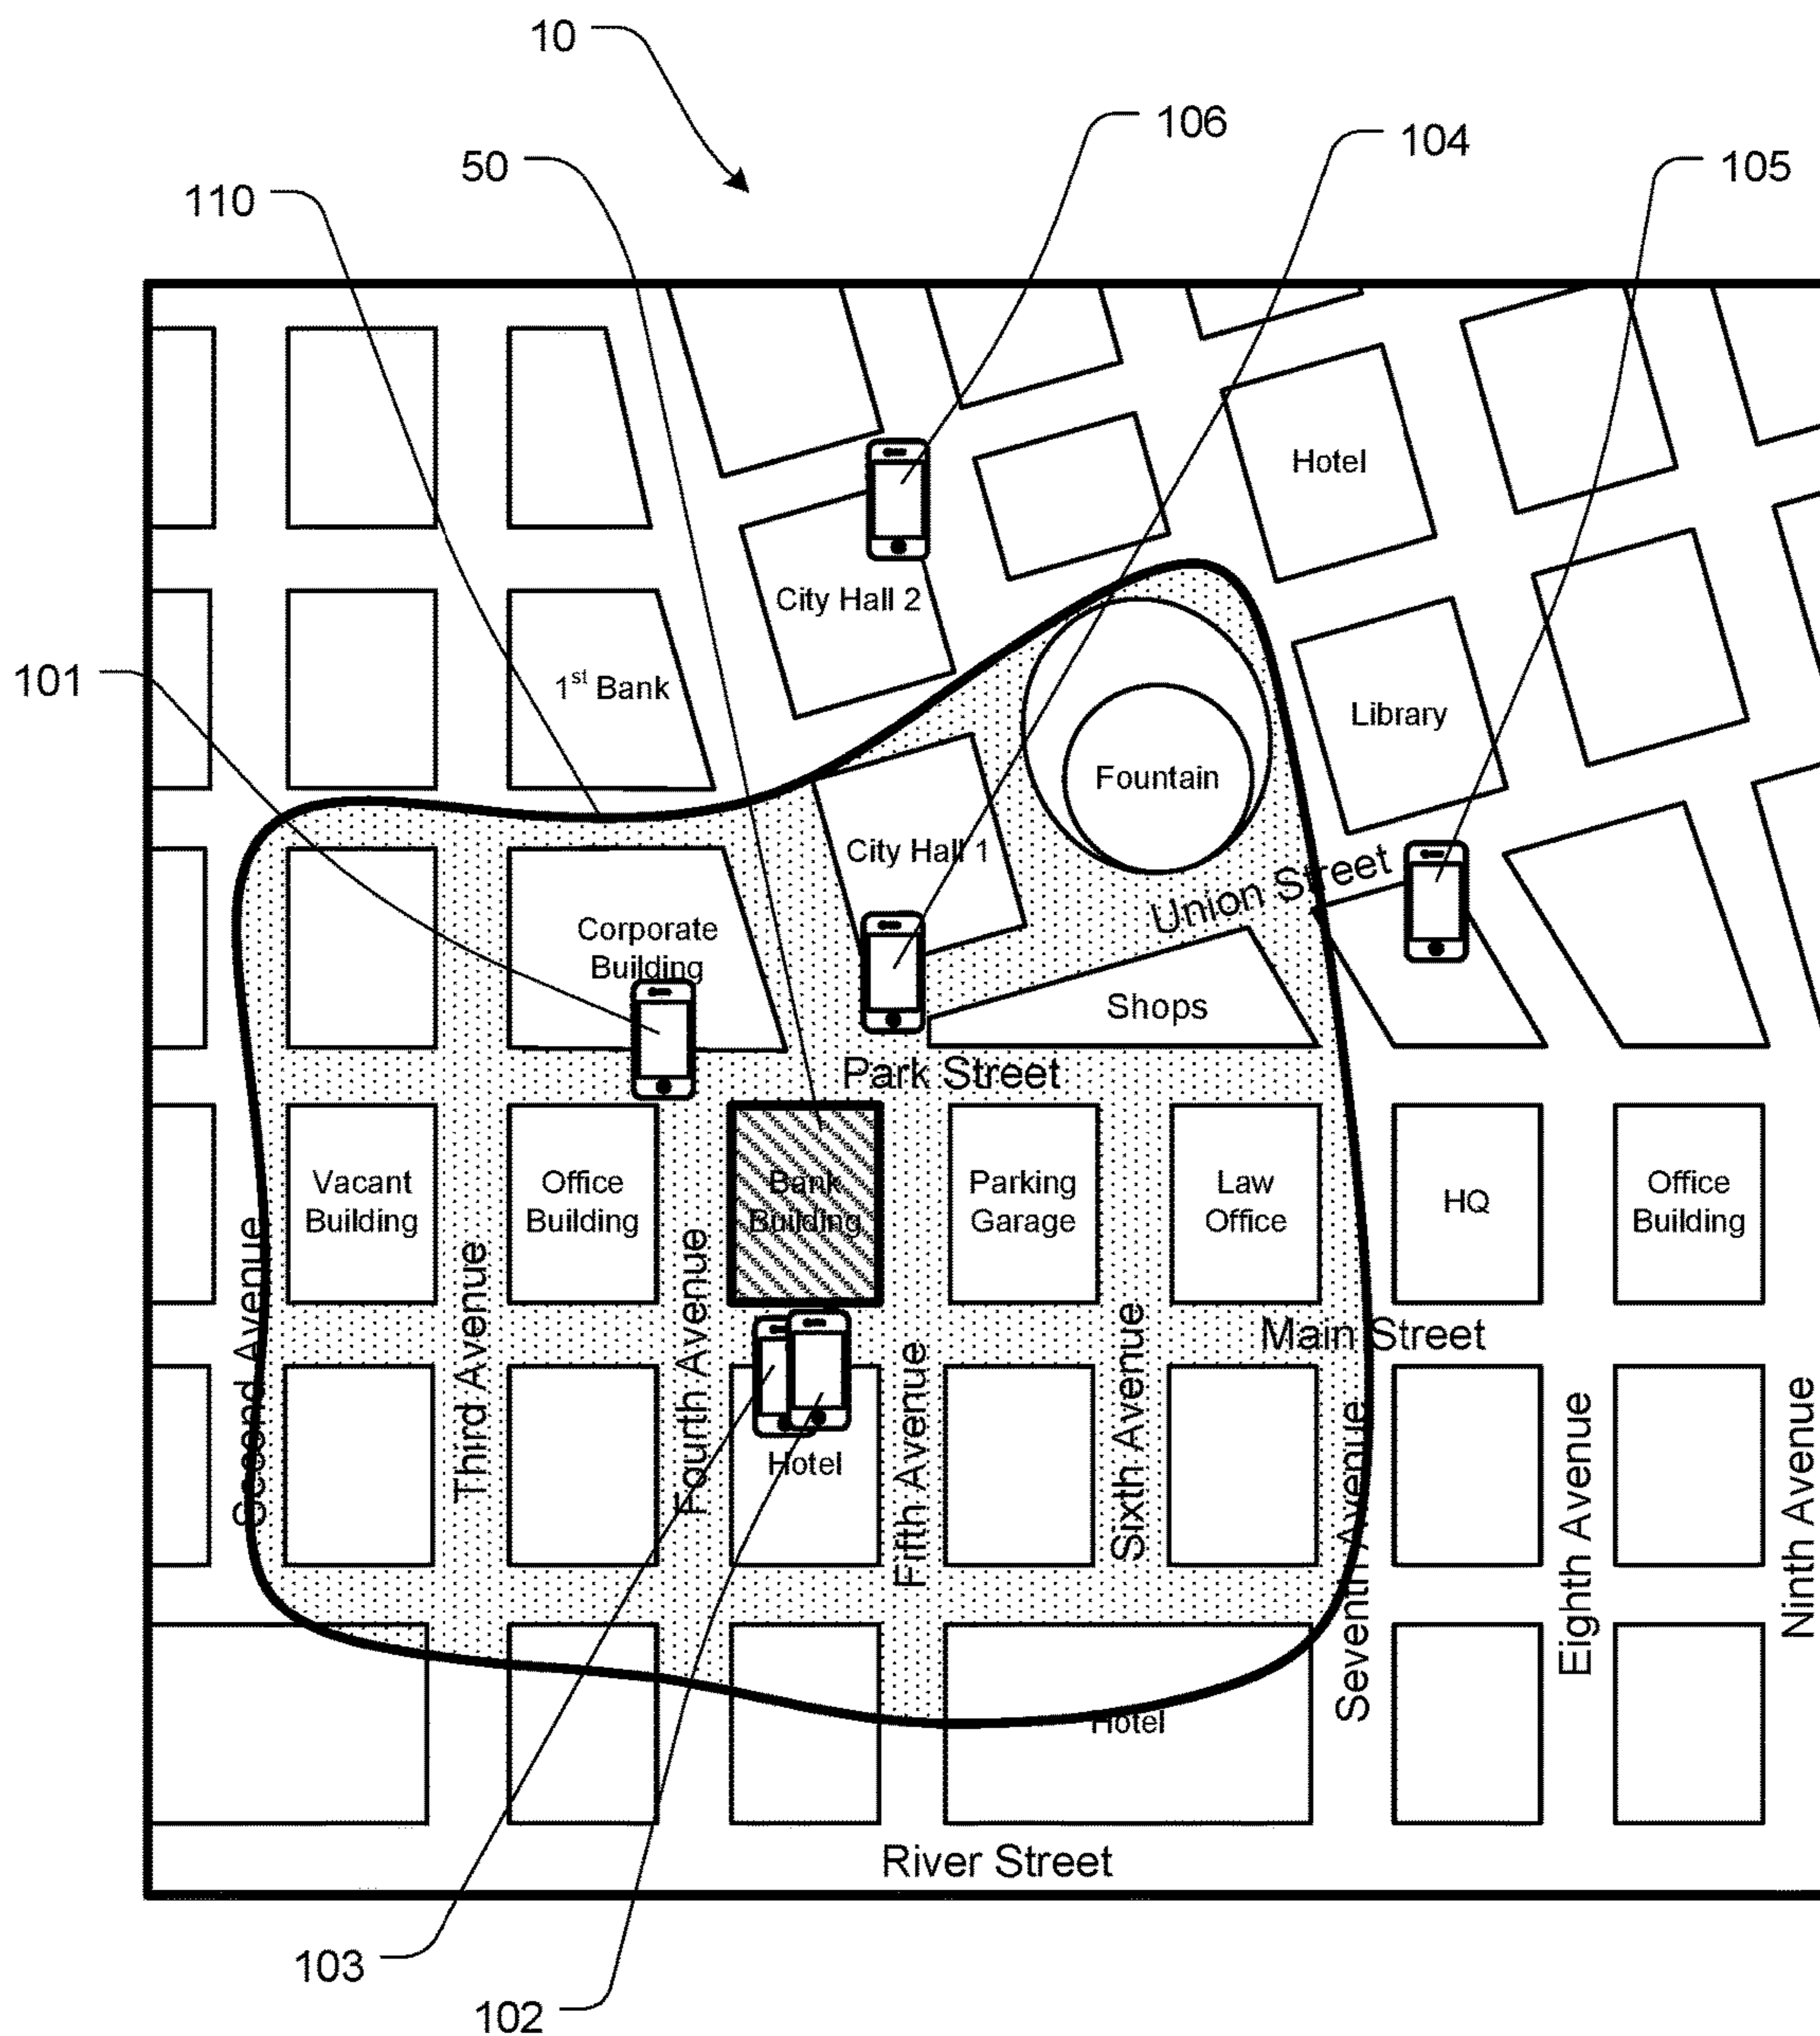 10
106
104
50
105
110
Hotel
City Hall 2
101
1st Bank
Library
Fountain
City Hall 1
Union Street
Corporate
Building
Shops
Park Street
Vacant
Building
Office
Building
Bank
Building
Parking
Garage
Law
Office
HQ
Office
Building
Main Street
Second Avenue
Third Avenue
Fourth Avenue
Hotel
Fifth Avenue
Sixth Avenue
Seventh Avenue
Eighth Avenue
Ninth Avenue
Hotel
River Street
103
102